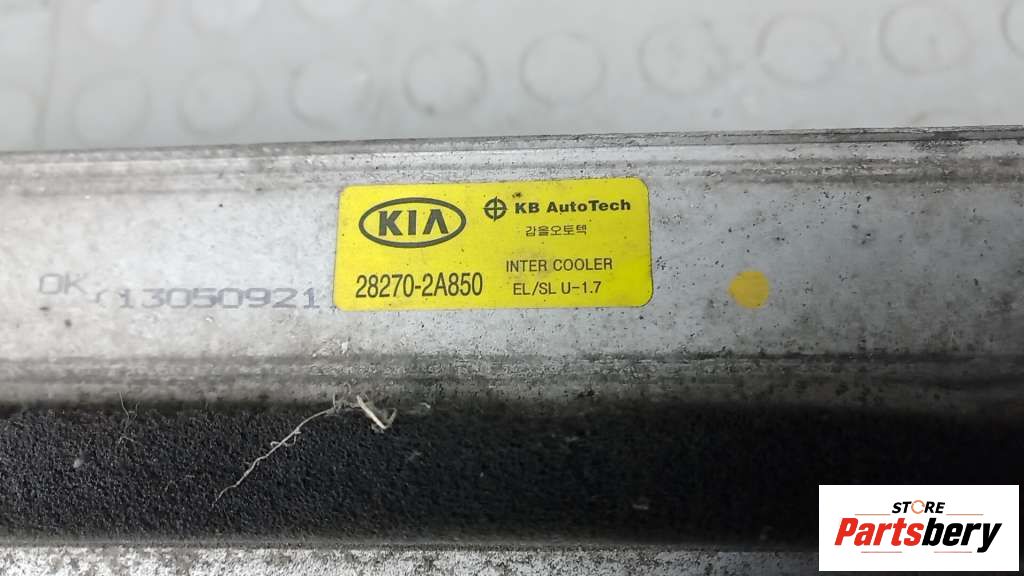 KIA
KB AutoTech
갑을오토텍
28270-2A850
INTER COOLER
EL/SL U-1.7
OK
13050921
STORE
Partsbery